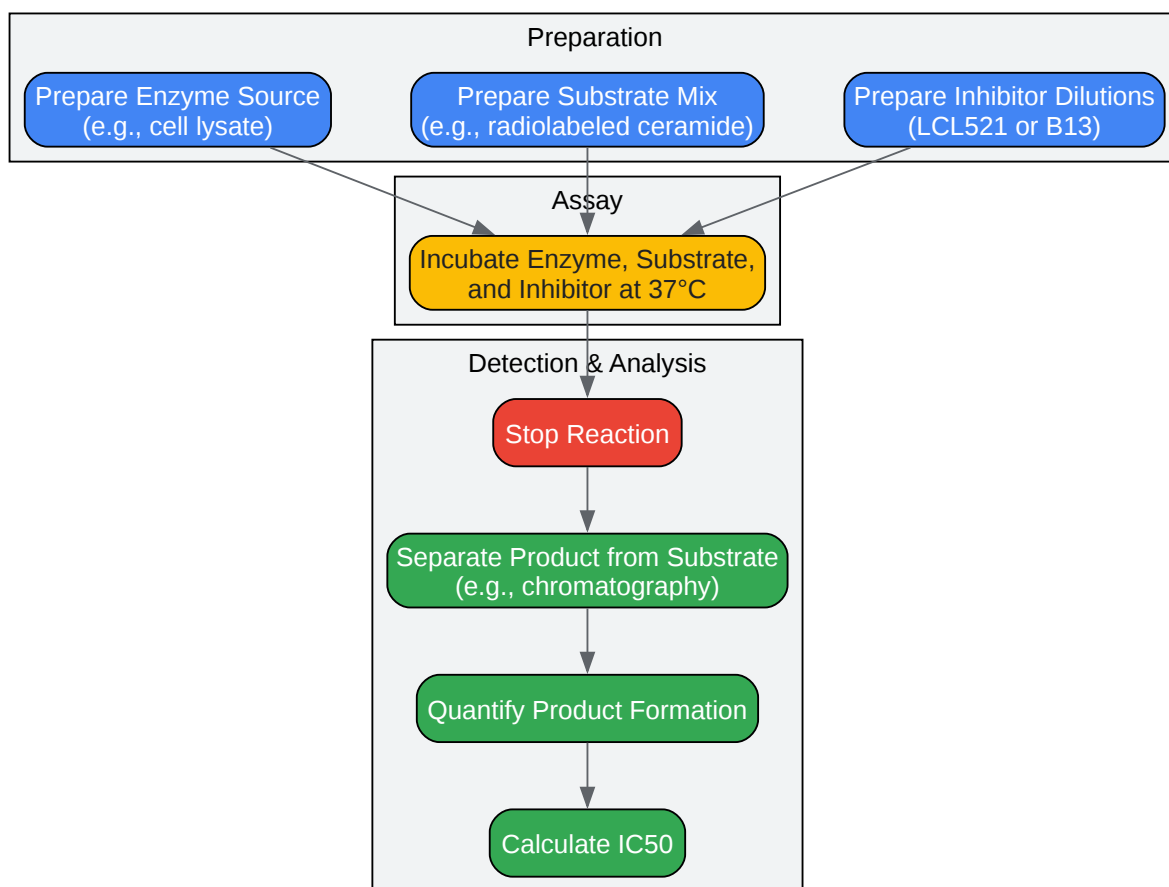 Preparation
Prepare Enzyme Source
(e.g., cell lysate)
Prepare Substrate Mix
(e.g., radiolabeled ceramide)
Prepare Inhibitor Dilutions
(LCL521 or B13)
Assay
Incubate Enzyme, Substrate,
and Inhibitor at 37°C
Detection & Analysis
Stop Reaction
Separate Product from Substrate
(e.g., chromatography)
Quantify Product Formation
Calculate IC50